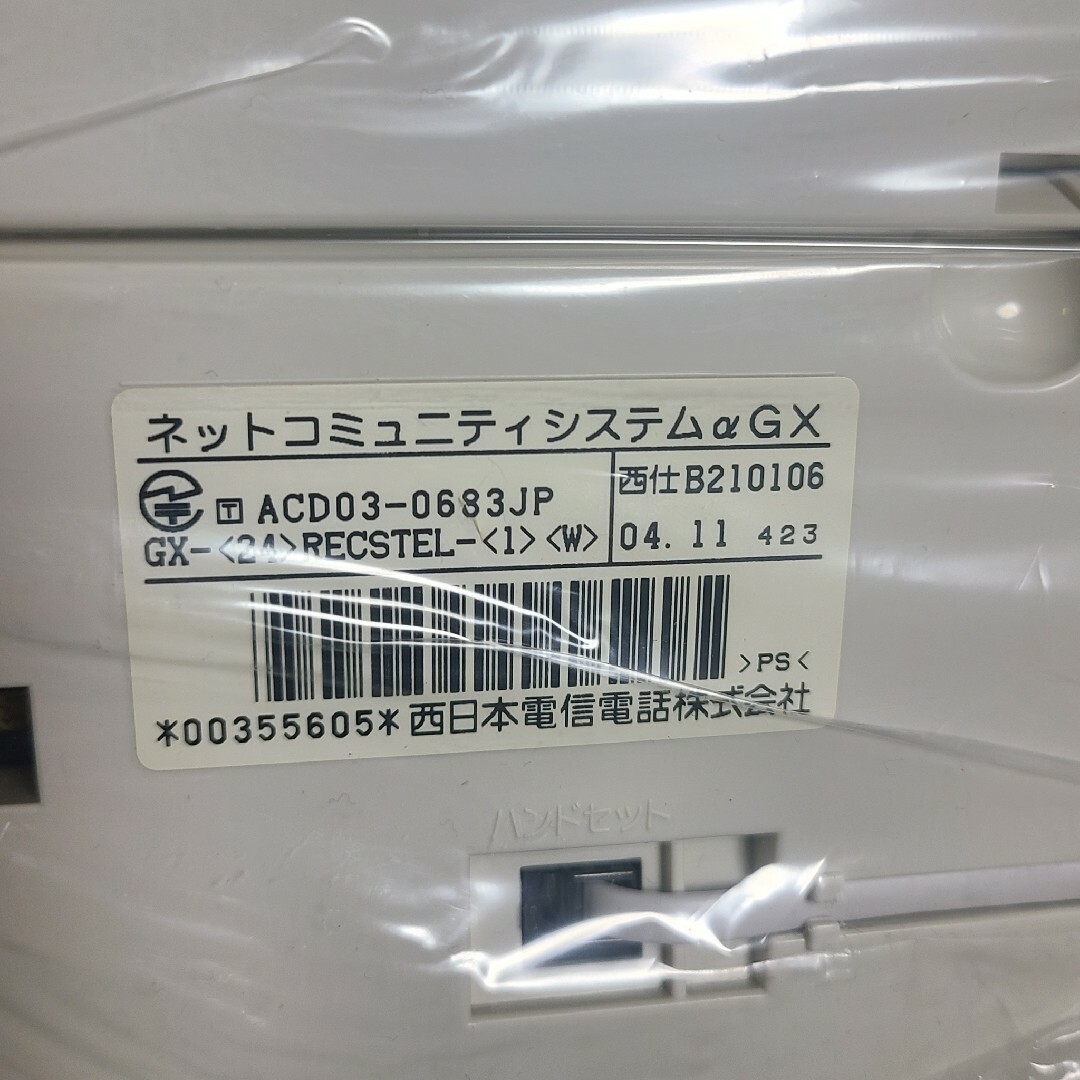 ネットコミュニティシステムαGX
T ACD03-0683JP
GX-<24>RECSTEL-<1><W>
西仕B210106
04.11 423
>PS<
*00355605* 西日本電信電話株式会社
ハンドセット